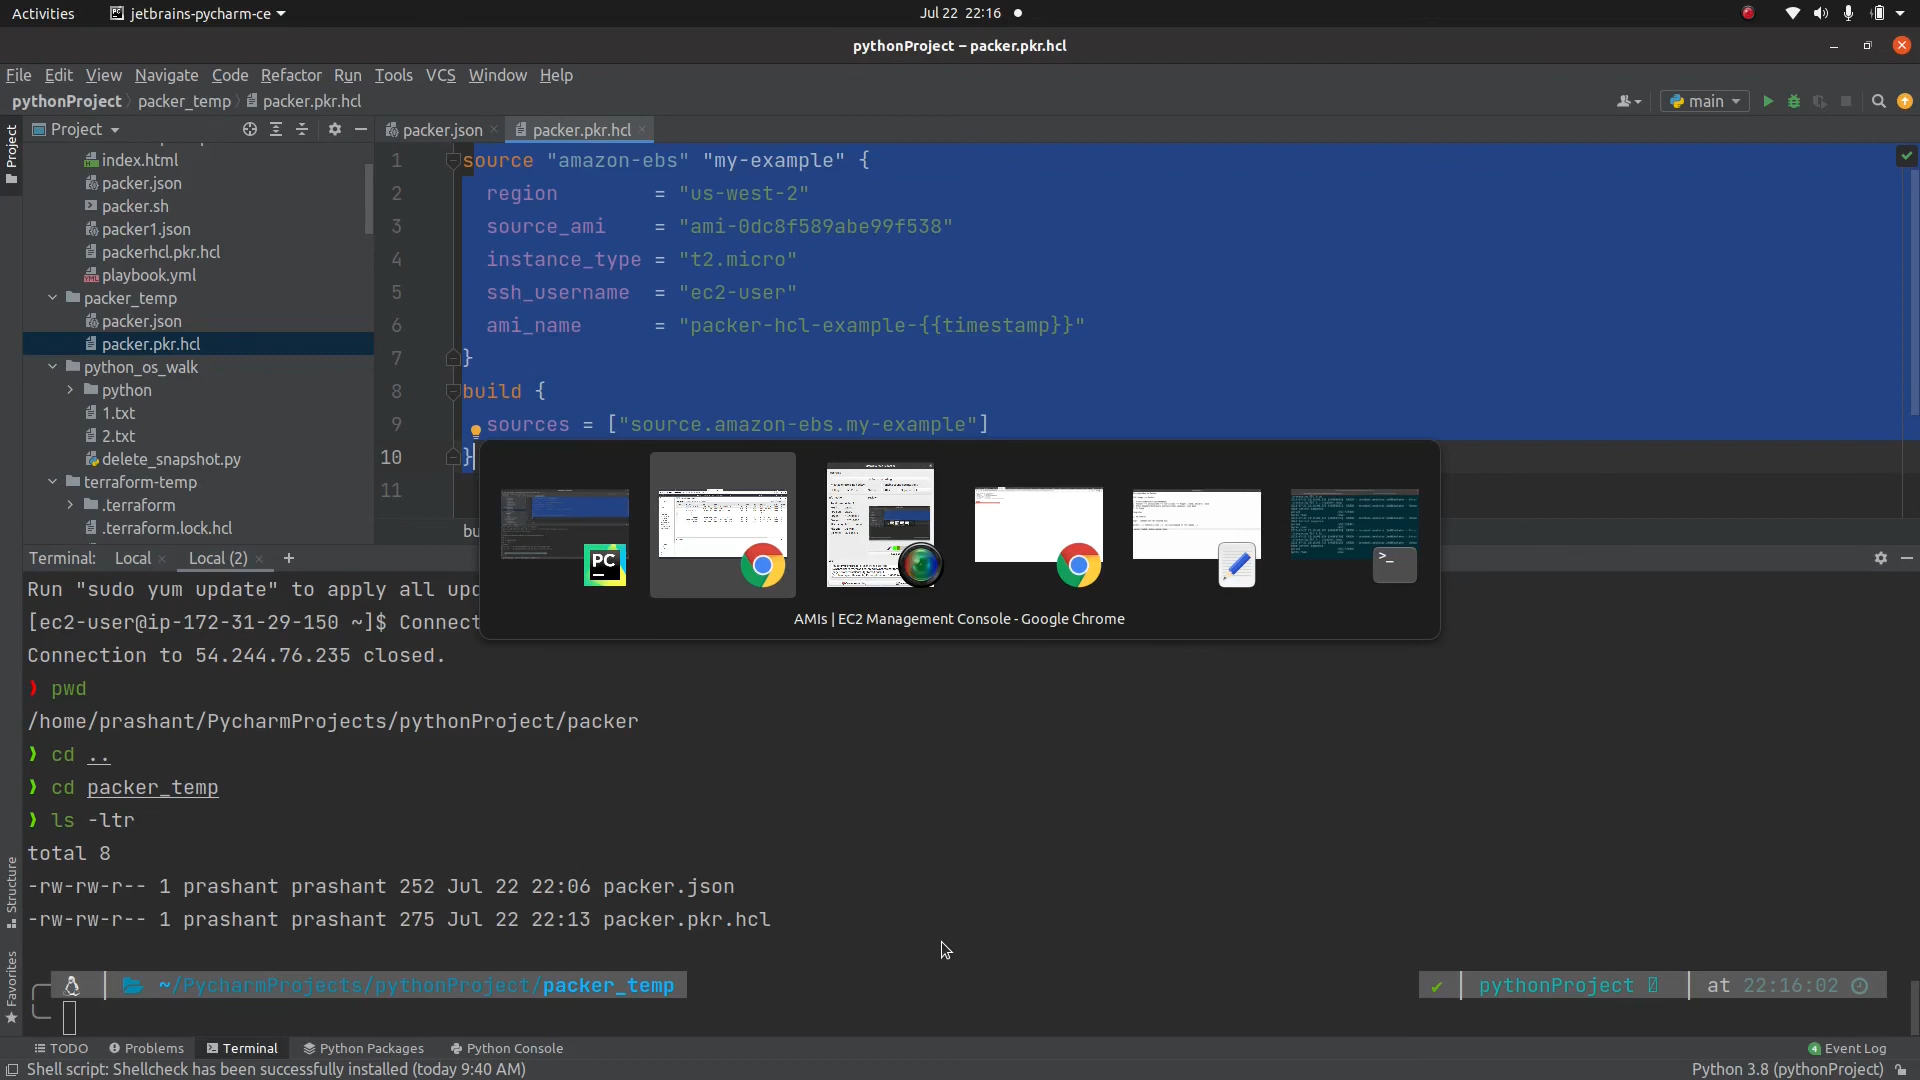 Activities
jetbrains-pycharm-ce
Jul 22 22:16
pythonProject – packer.pkr.hcl
File Edit View Navigate Code Refactor Run Tools VCS Window Help
pythonProject packer_temp packer.pkr.hcl
main
Project
Project
packer.json
packer.pkr.hcl
index.html
packer.json
packer.sh
packer1.json
packerhcl.pkr.hcl
playbook.yml
packer_temp
packer.json
packer.pkr.hcl
python_os_walk
python
1.txt
2.txt
delete_snapshot.py
terraform-temp
.terraform
.terraform.lock.hcl
1 source "amazon-ebs" "my-example" {
2 region = "us-west-2"
3 source_ami = "ami-0dc8f589abe99f538"
4 instance_type = "t2.micro"
5 ssh_username = "ec2-user"
6 ami_name = "packer-hcl-example-{{timestamp}}"
7 }
8 build {
9 sources = ["source.amazon-ebs.my-example"]
10 }
11
bu
PC
>_
AMIs | EC2 Management Console - Google Chrome
Terminal: Local Local (2) +
Run "sudo yum update" to apply all upd
[ec2-user@ip-172-31-29-150 ~]$ Connect
Connection to 54.244.76.235 closed.
❯ pwd
/home/prashant/PycharmProjects/pythonProject/packer
❯ cd ..
❯ cd packer_temp
❯ ls -ltr
total 8
-rw-rw-r-- 1 prashant prashant 252 Jul 22 22:06 packer.json
-rw-rw-r-- 1 prashant prashant 275 Jul 22 22:13 packer.pkr.hcl
~/PycharmProjects/pythonProject/packer_temp
✔ pythonProject at 22:16:02
Structure
Favorites
TODO Problems Terminal Python Packages Python Console
4 Event Log
Shell script: Shellcheck has been successfully installed (today 9:40 AM)
Python 3.8 (pythonProject)